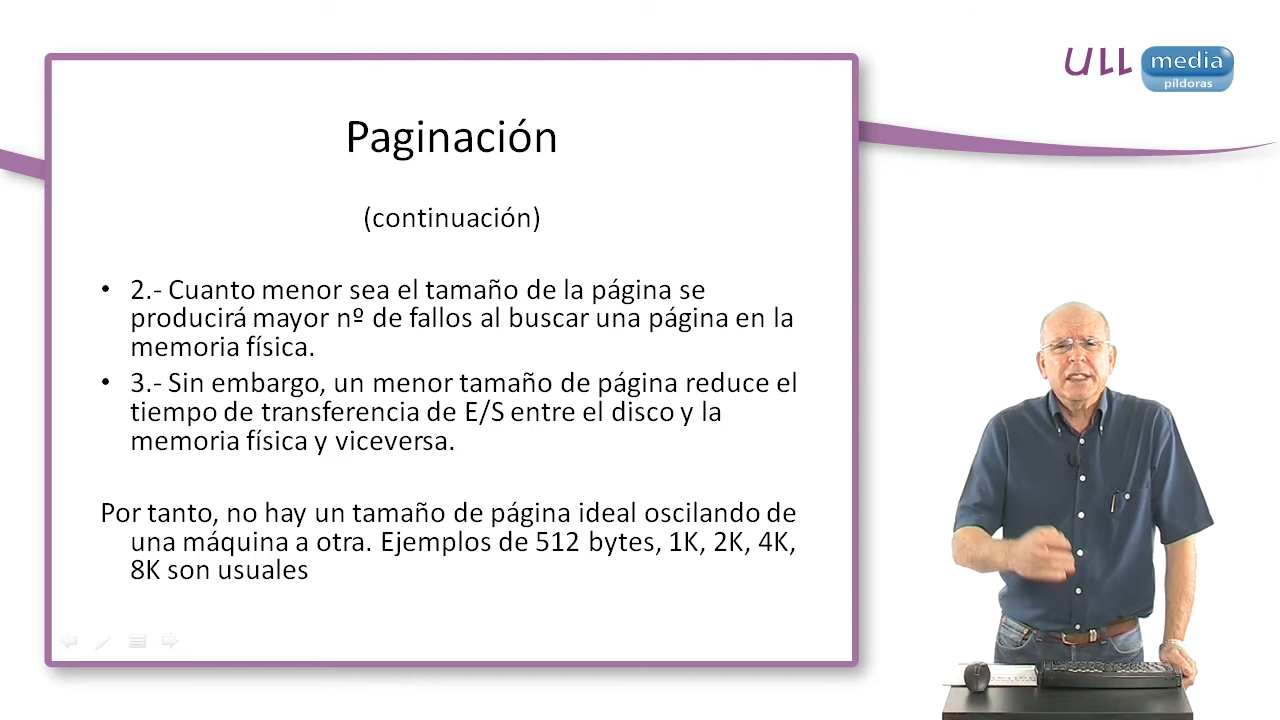 ULL media
píldoras
Paginación
(continuación)
• 2.- Cuanto menor sea el tamaño de la página se
producirá mayor nº de fallos al buscar una página en la
memoria física.
• 3.- Sin embargo, un menor tamaño de página reduce el
tiempo de transferencia de E/S entre el disco y la
memoria física y viceversa.
Por tanto, no hay un tamaño de página ideal oscilando de
una máquina a otra. Ejemplos de 512 bytes, 1K, 2K, 4K,
8K son usuales